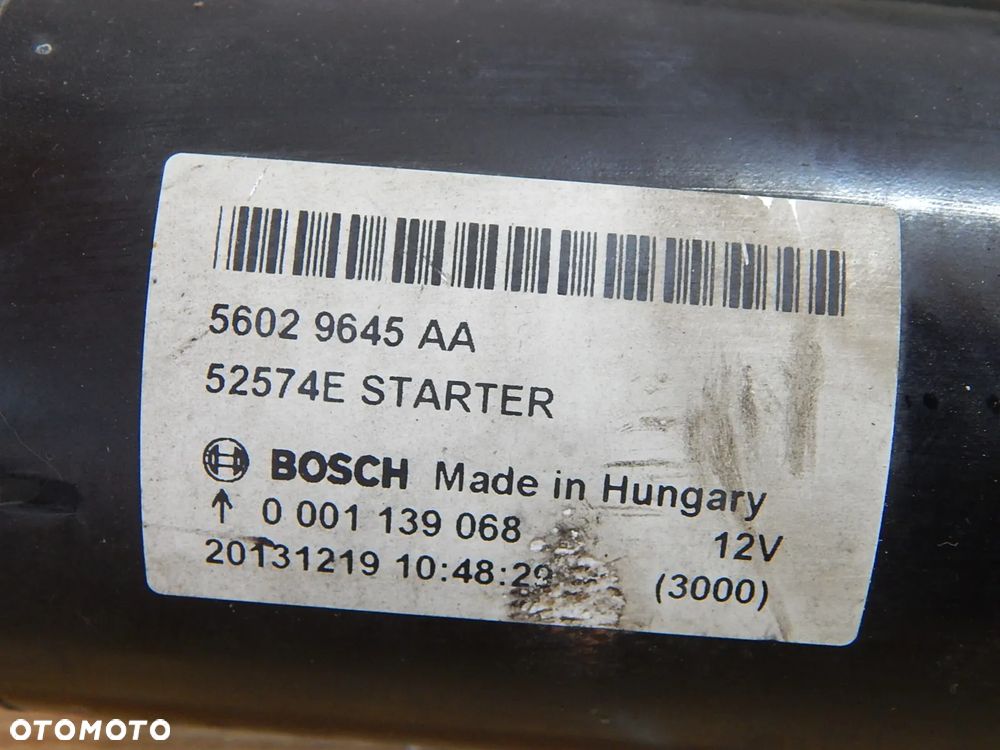 5602 9645 AA
52574E STARTER
BOSCH Made in Hungary
↑ 0 001 139 068 12V
20131219 10:48:29 (3000)
OTOMOTO